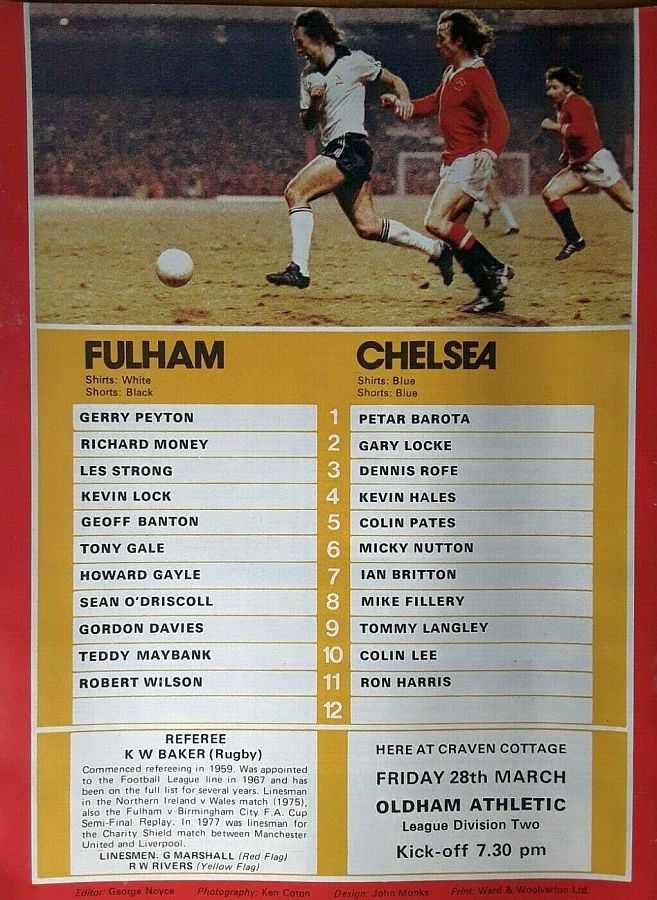 FULHAM
Shirts: White
Shorts: Black
CHELSEA
Shirts: Blue
Shorts: Blue
GERRY PEYTON 1 PETAR BAROTA
RICHARD MONEY 2 GARY LOCKE
LES STRONG 3 DENNIS ROFE
KEVIN LOCK 4 KEVIN HALES
GEOFF BANTON 5 COLIN PATES
TONY GALE 6 MICKY NUTTON
HOWARD GAYLE 7 IAN BRITTON
SEAN O'DRISCOLL 8 MIKE FILLERY
GORDON DAVIES 9 TOMMY LANGLEY
TEDDY MAYBANK 10 COLIN LEE
ROBERT WILSON 11 RON HARRIS
12
REFEREE
K W BAKER (Rugby)
Commenced refereeing in 1959. Was appointed
to the Football League line in 1967 and has
been on the full list for several years. Linesman
in the Northern Ireland v Wales match (1975),
also the Fulham v Birmingham City F.A. Cup
Semi-Final Replay. In 1977 was linesman for
the Charity Shield match between Manchester
United and Liverpool.
LINESMEN. G MARSHALL (Red Flag)
R W RIVERS (Yellow Flag)
HERE AT CRAVEN COTTAGE
FRIDAY 28th MARCH
OLDHAM ATHLETIC
League Division Two
Kick-off 7.30 pm
Editor: George Noyce Photography: Ken Coton Design: John Monks Print: Ward & Woolverton Ltd.